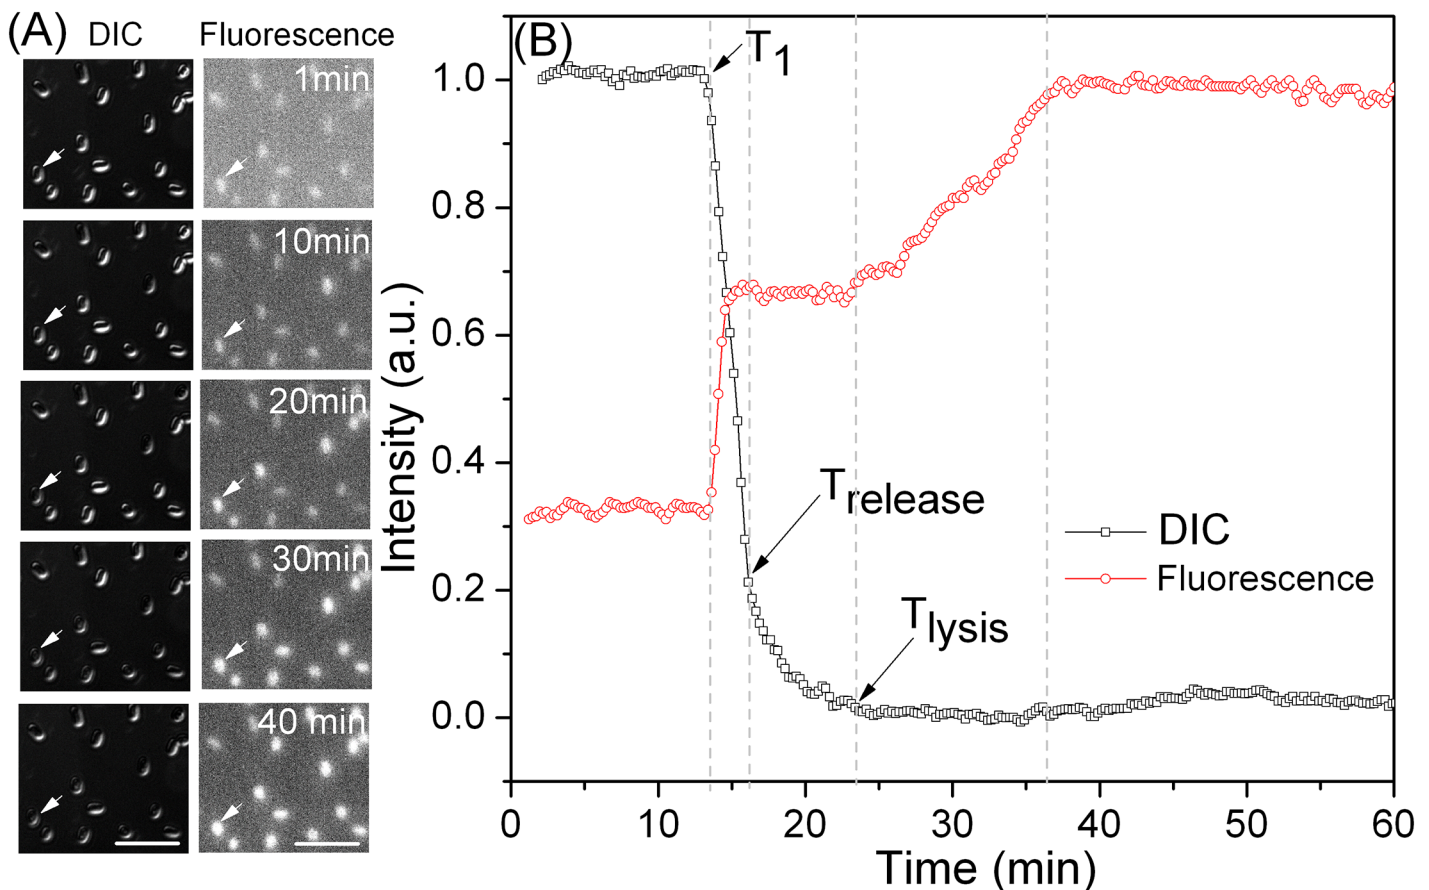 (A) DIC Fluorescence
1min
10min
20min
30min
40 min
(B)
T1
Trelease
Tlysis
DIC
Fluorescence
Intensity (a.u.)
1.0
0.8
0.6
0.4
0.2
0.0
0 10 20 30 40 50 60
Time (min)